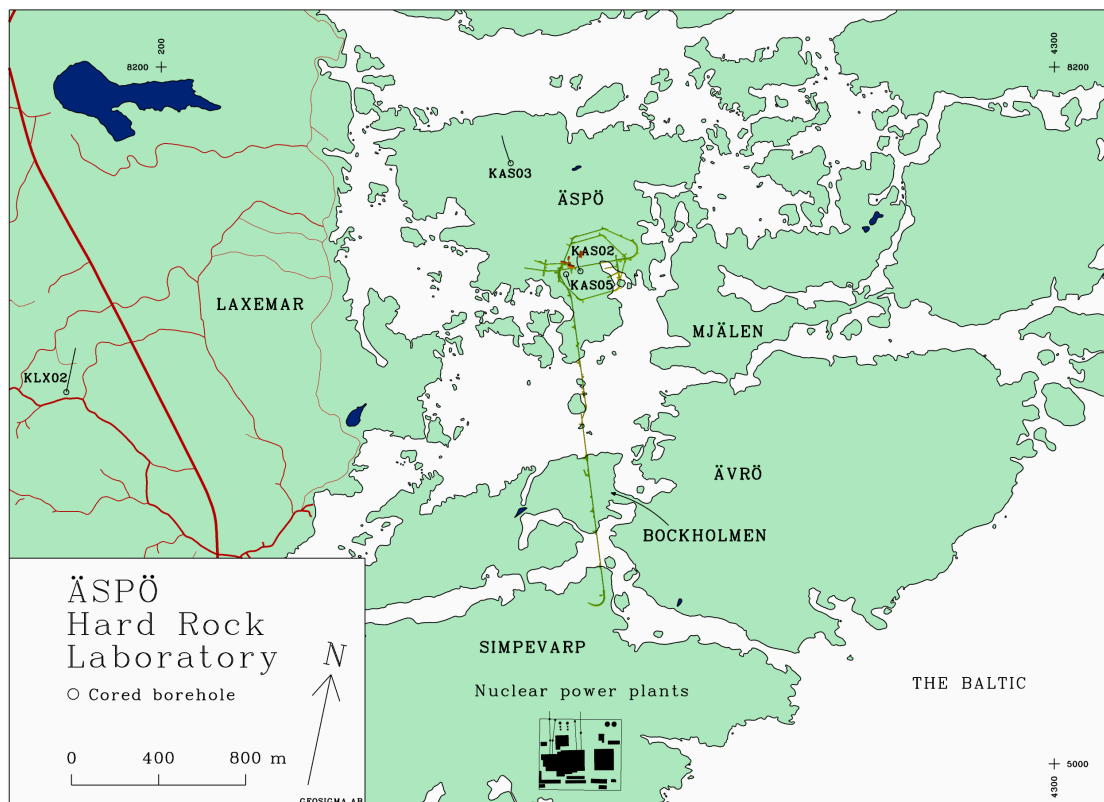 200
8200
4300
8200
KAS03
ÄSPÖ
KAS02
KAS05
LAXEMAR
MJÄLEN
KLX02
ÄVRÖ
BOCKHOLMEN
ÄSPÖ
Hard Rock
Laboratory
N
Cored borehole
0 400 800 m
GEOSIGMA AB
SIMPEVARP
Nuclear power plants
THE BALTIC
5000
4300